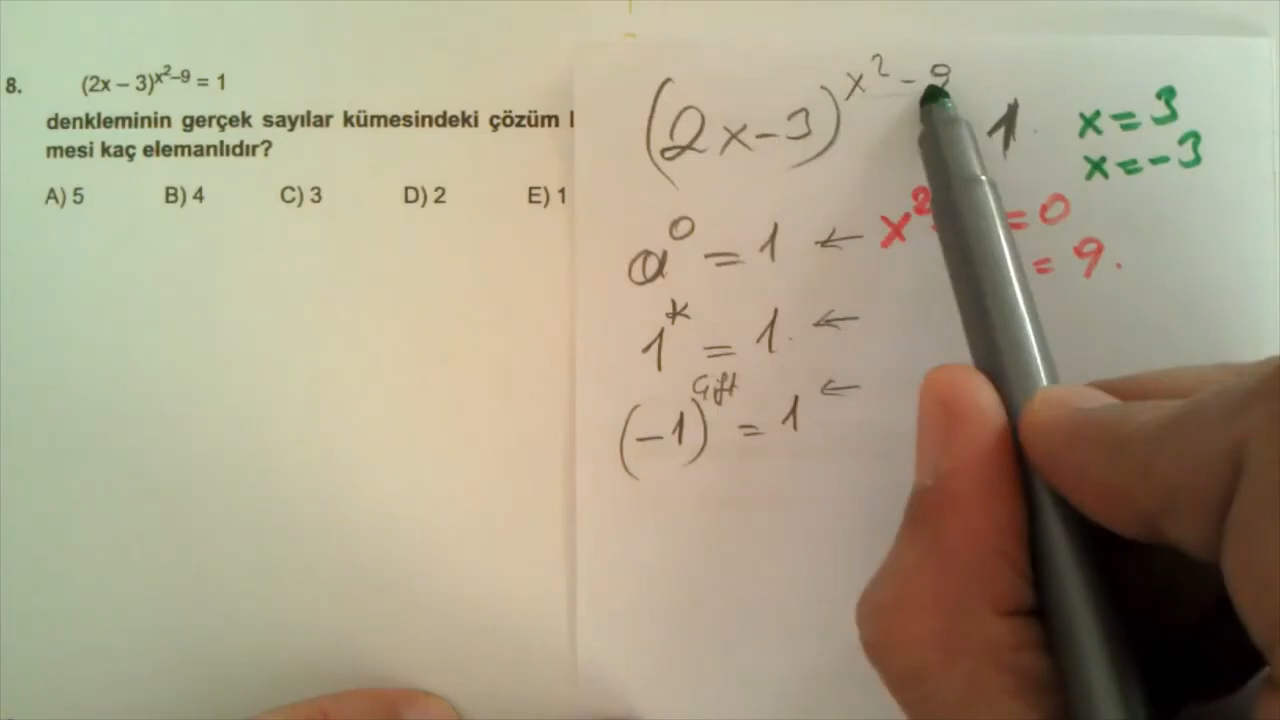 8. (2x – 3)^x²–9 = 1
denkleminin gerçek sayılar kümesindeki çözüm
mesi kaç elemanlıdır?
A) 5 B) 4 C) 3 D) 2 E) 1
(2x-3)^x²-9 1
x=3
x=-3
a⁰ = 1 ← x² =0
= 9.
1^k = 1. ←
(-1)^Çift = 1 ←